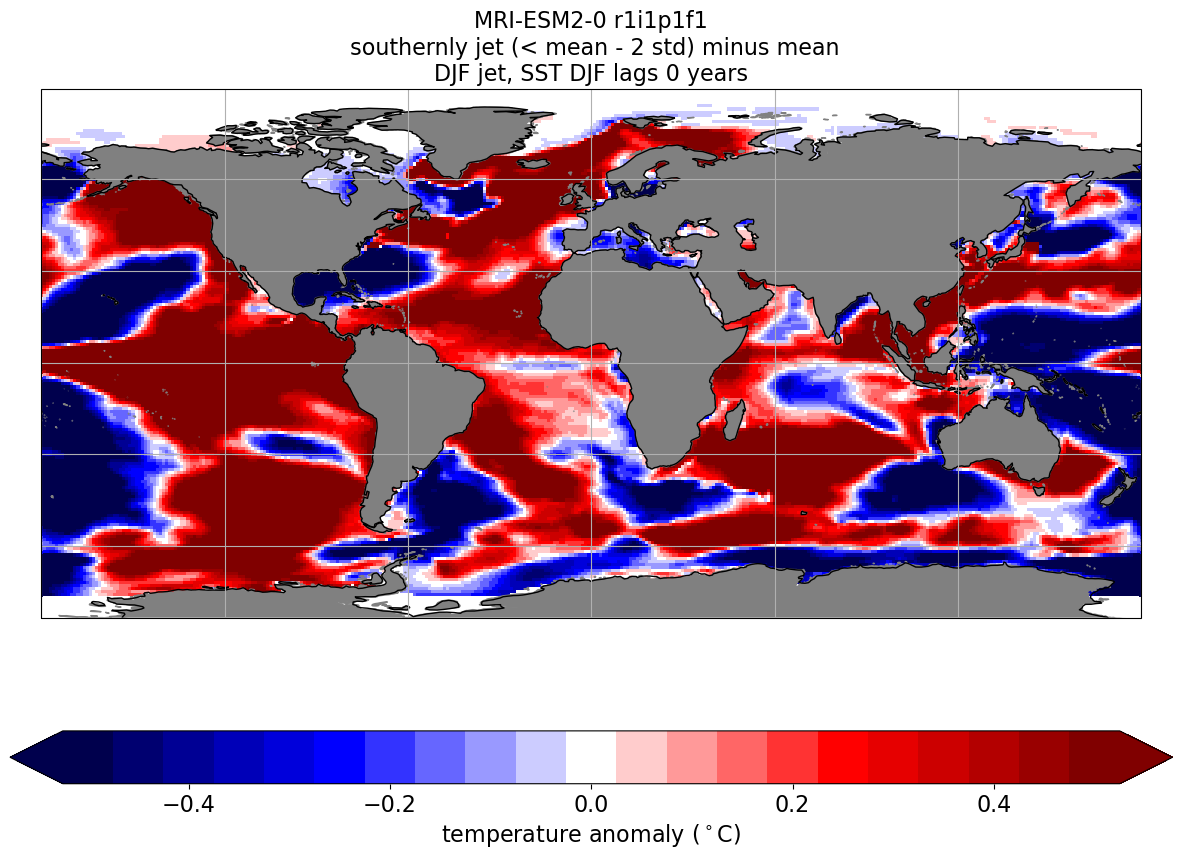 MRI-ESM2-0 r1i1p1f1
southernly jet (< mean - 2 std) minus mean
DJF jet, SST DJF lags 0 years
−0.4 −0.2 0.0 0.2 0.4
temperature anomaly (°C)